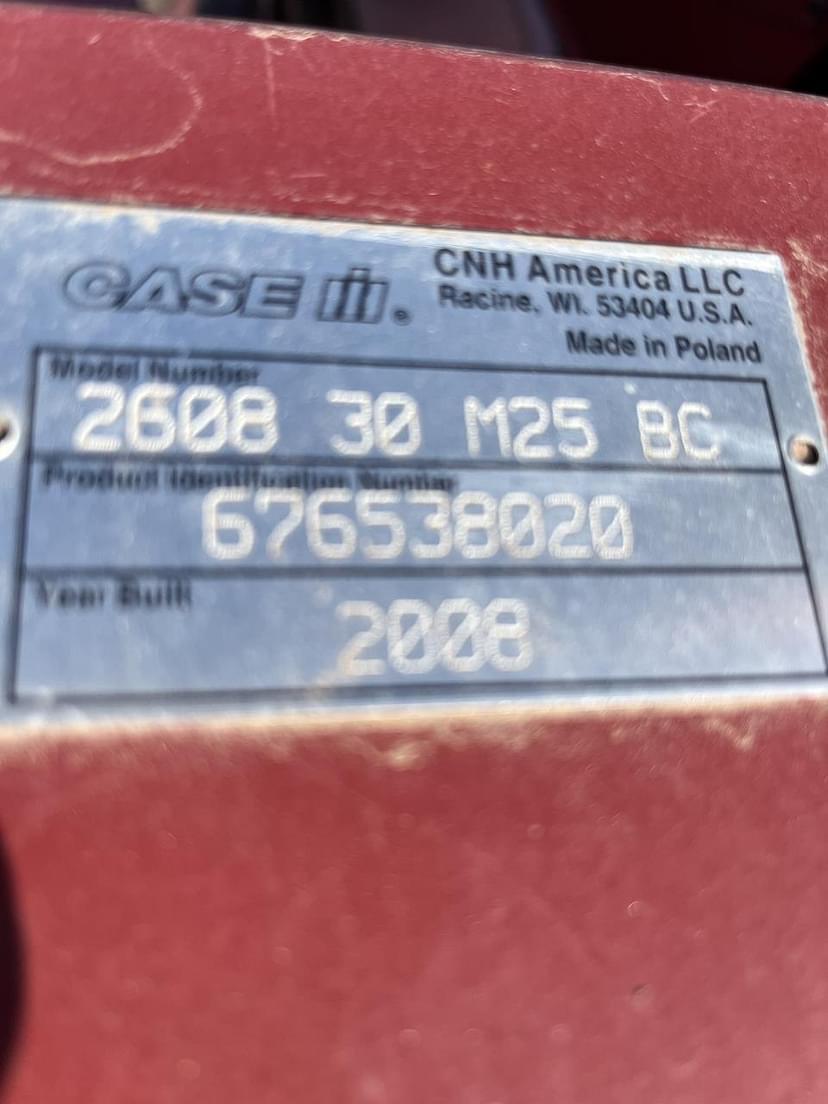 CASE IH®
CNH America LLC
Racine, WI. 53404 U.S.A.
Made in Poland
Model Number
2608 30 M25 BC
Product Identification Number
676538020
Year Built
2008